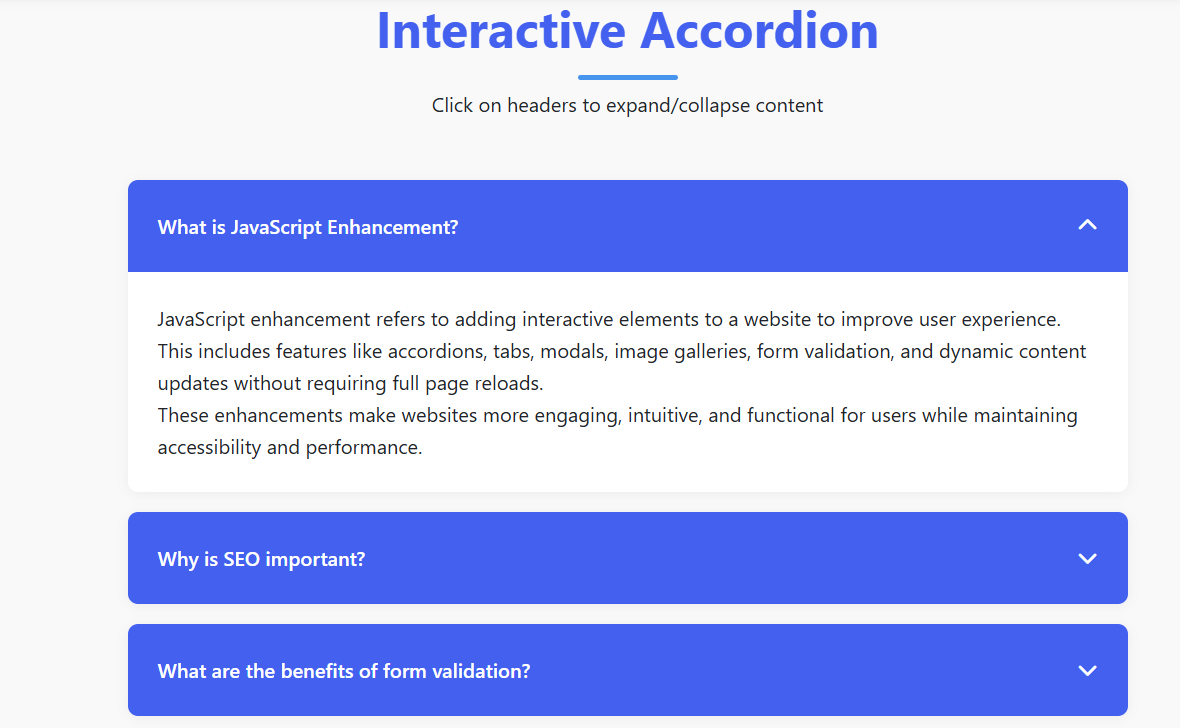 Interactive Accordion
Click on headers to expand/collapse content
What is JavaScript Enhancement?
JavaScript enhancement refers to adding interactive elements to a website to improve user experience.
This includes features like accordions, tabs, modals, image galleries, form validation, and dynamic content
updates without requiring full page reloads.
These enhancements make websites more engaging, intuitive, and functional for users while maintaining
accessibility and performance.
Why is SEO important?
What are the benefits of form validation?